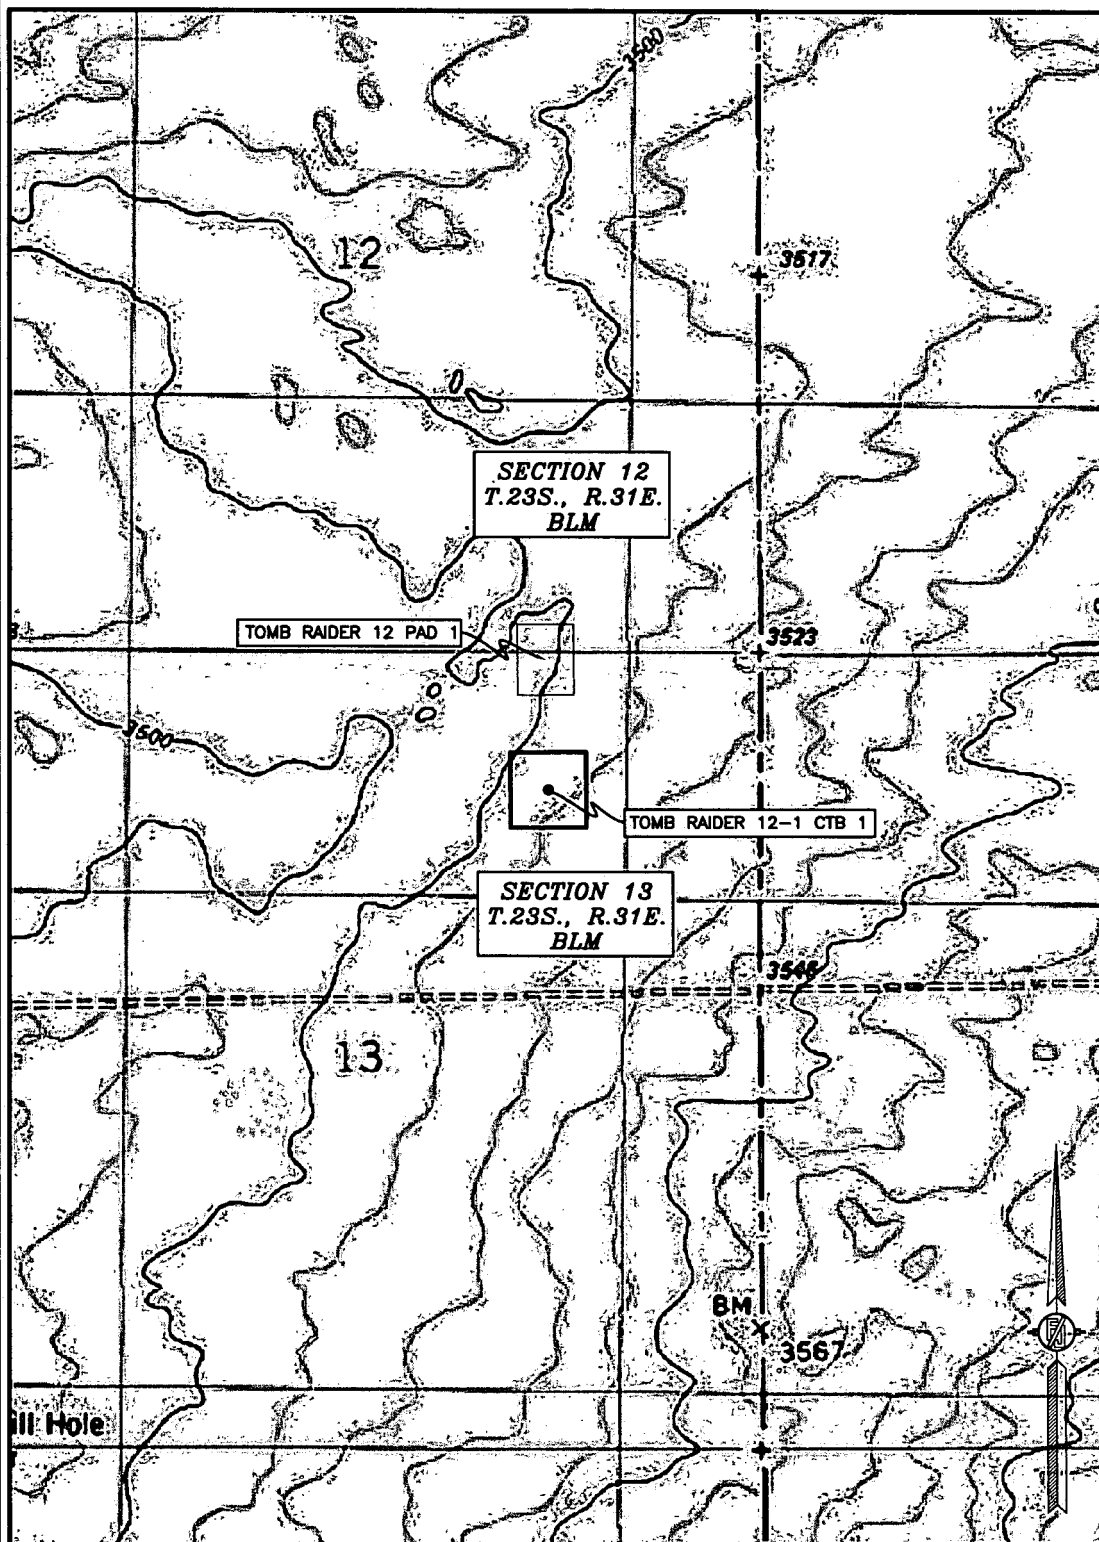 3500
12
3517
SECTION 12
T.23S., R.31E.
BLM
TOMB RAIDER 12 PAD 1
3523
3500
TOMB RAIDER 12-1 CTB 1
SECTION 13
T.23S., R.31E.
BLM
13
BM
3567
ill Hole